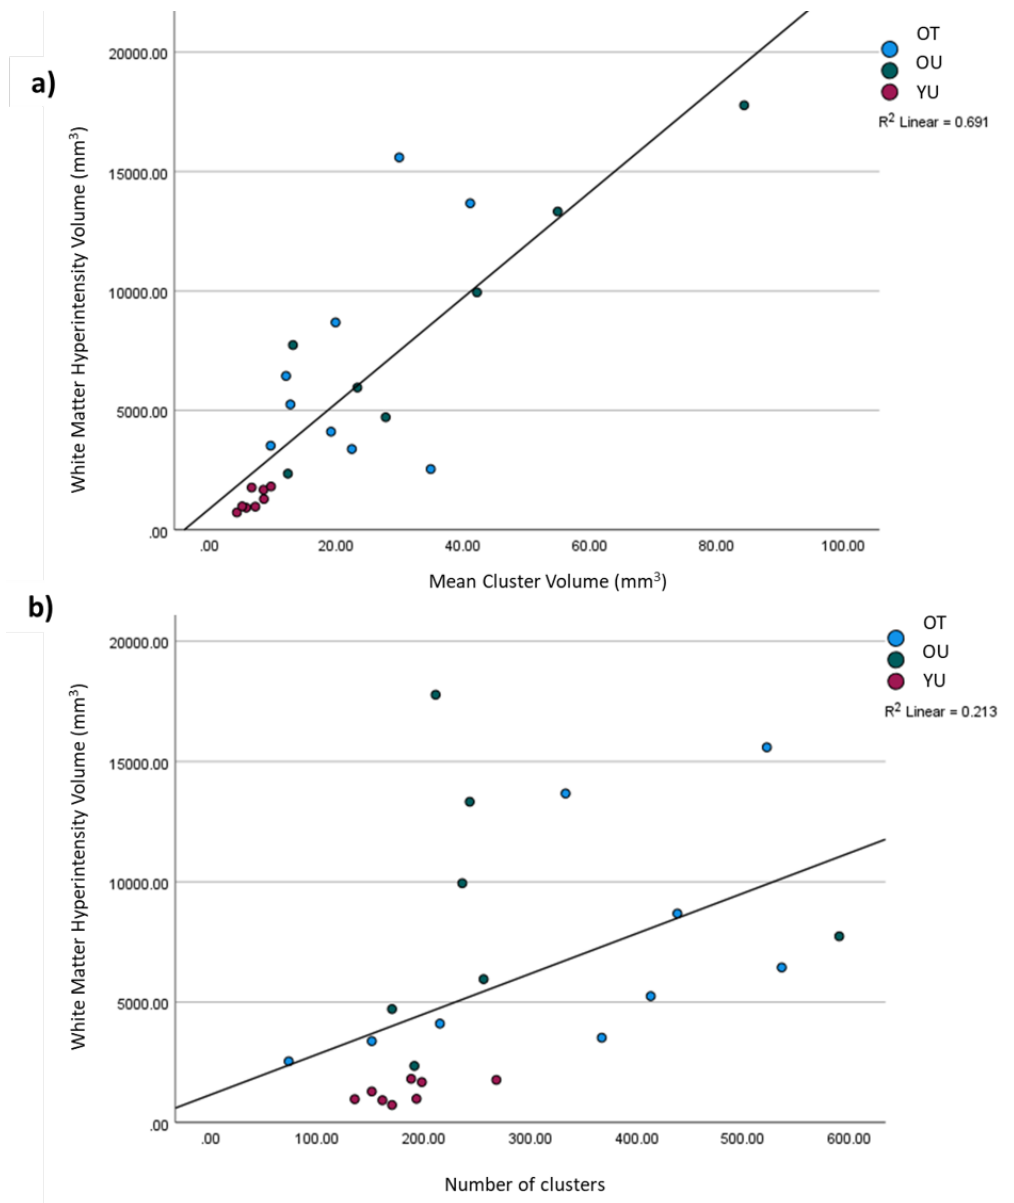 a)
OT
OU
YU
R² Linear = 0.691
White Matter Hyperintensity Volume (mm³)
20000.00
15000.00
10000.00
5000.00
.00
.00 20.00 40.00 60.00 80.00 100.00
Mean Cluster Volume (mm³)
b)
OT
OU
YU
R² Linear = 0.213
White Matter Hyperintensity Volume (mm³)
20000.00
15000.00
10000.00
5000.00
.00
.00 100.00 200.00 300.00 400.00 500.00 600.00
Number of clusters